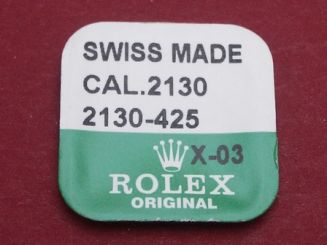 SWISS MADE
CAL.2130
2130-425
X-03
ROLEX
ORIGINAL